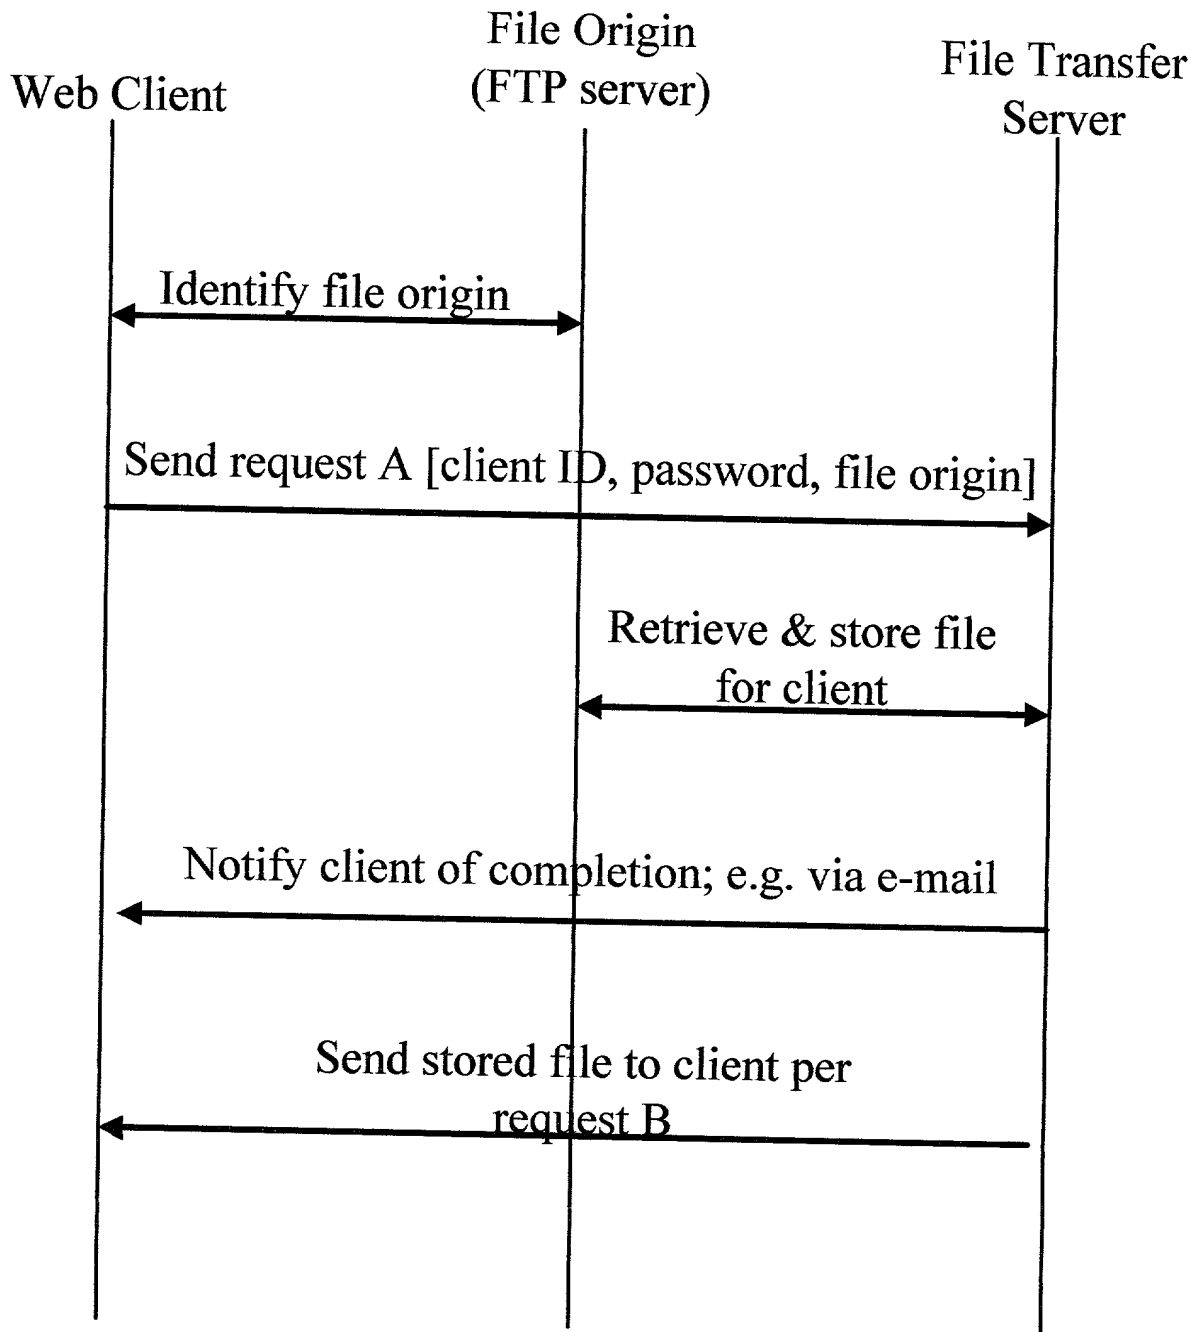 Web Client
File Origin
(FTP server)
File Transfer
Server
Identify file origin
Send request A [client ID, password, file origin]
Retrieve & store file
for client
Notify client of completion; e.g. via e-mail
Send stored file to client per
request B